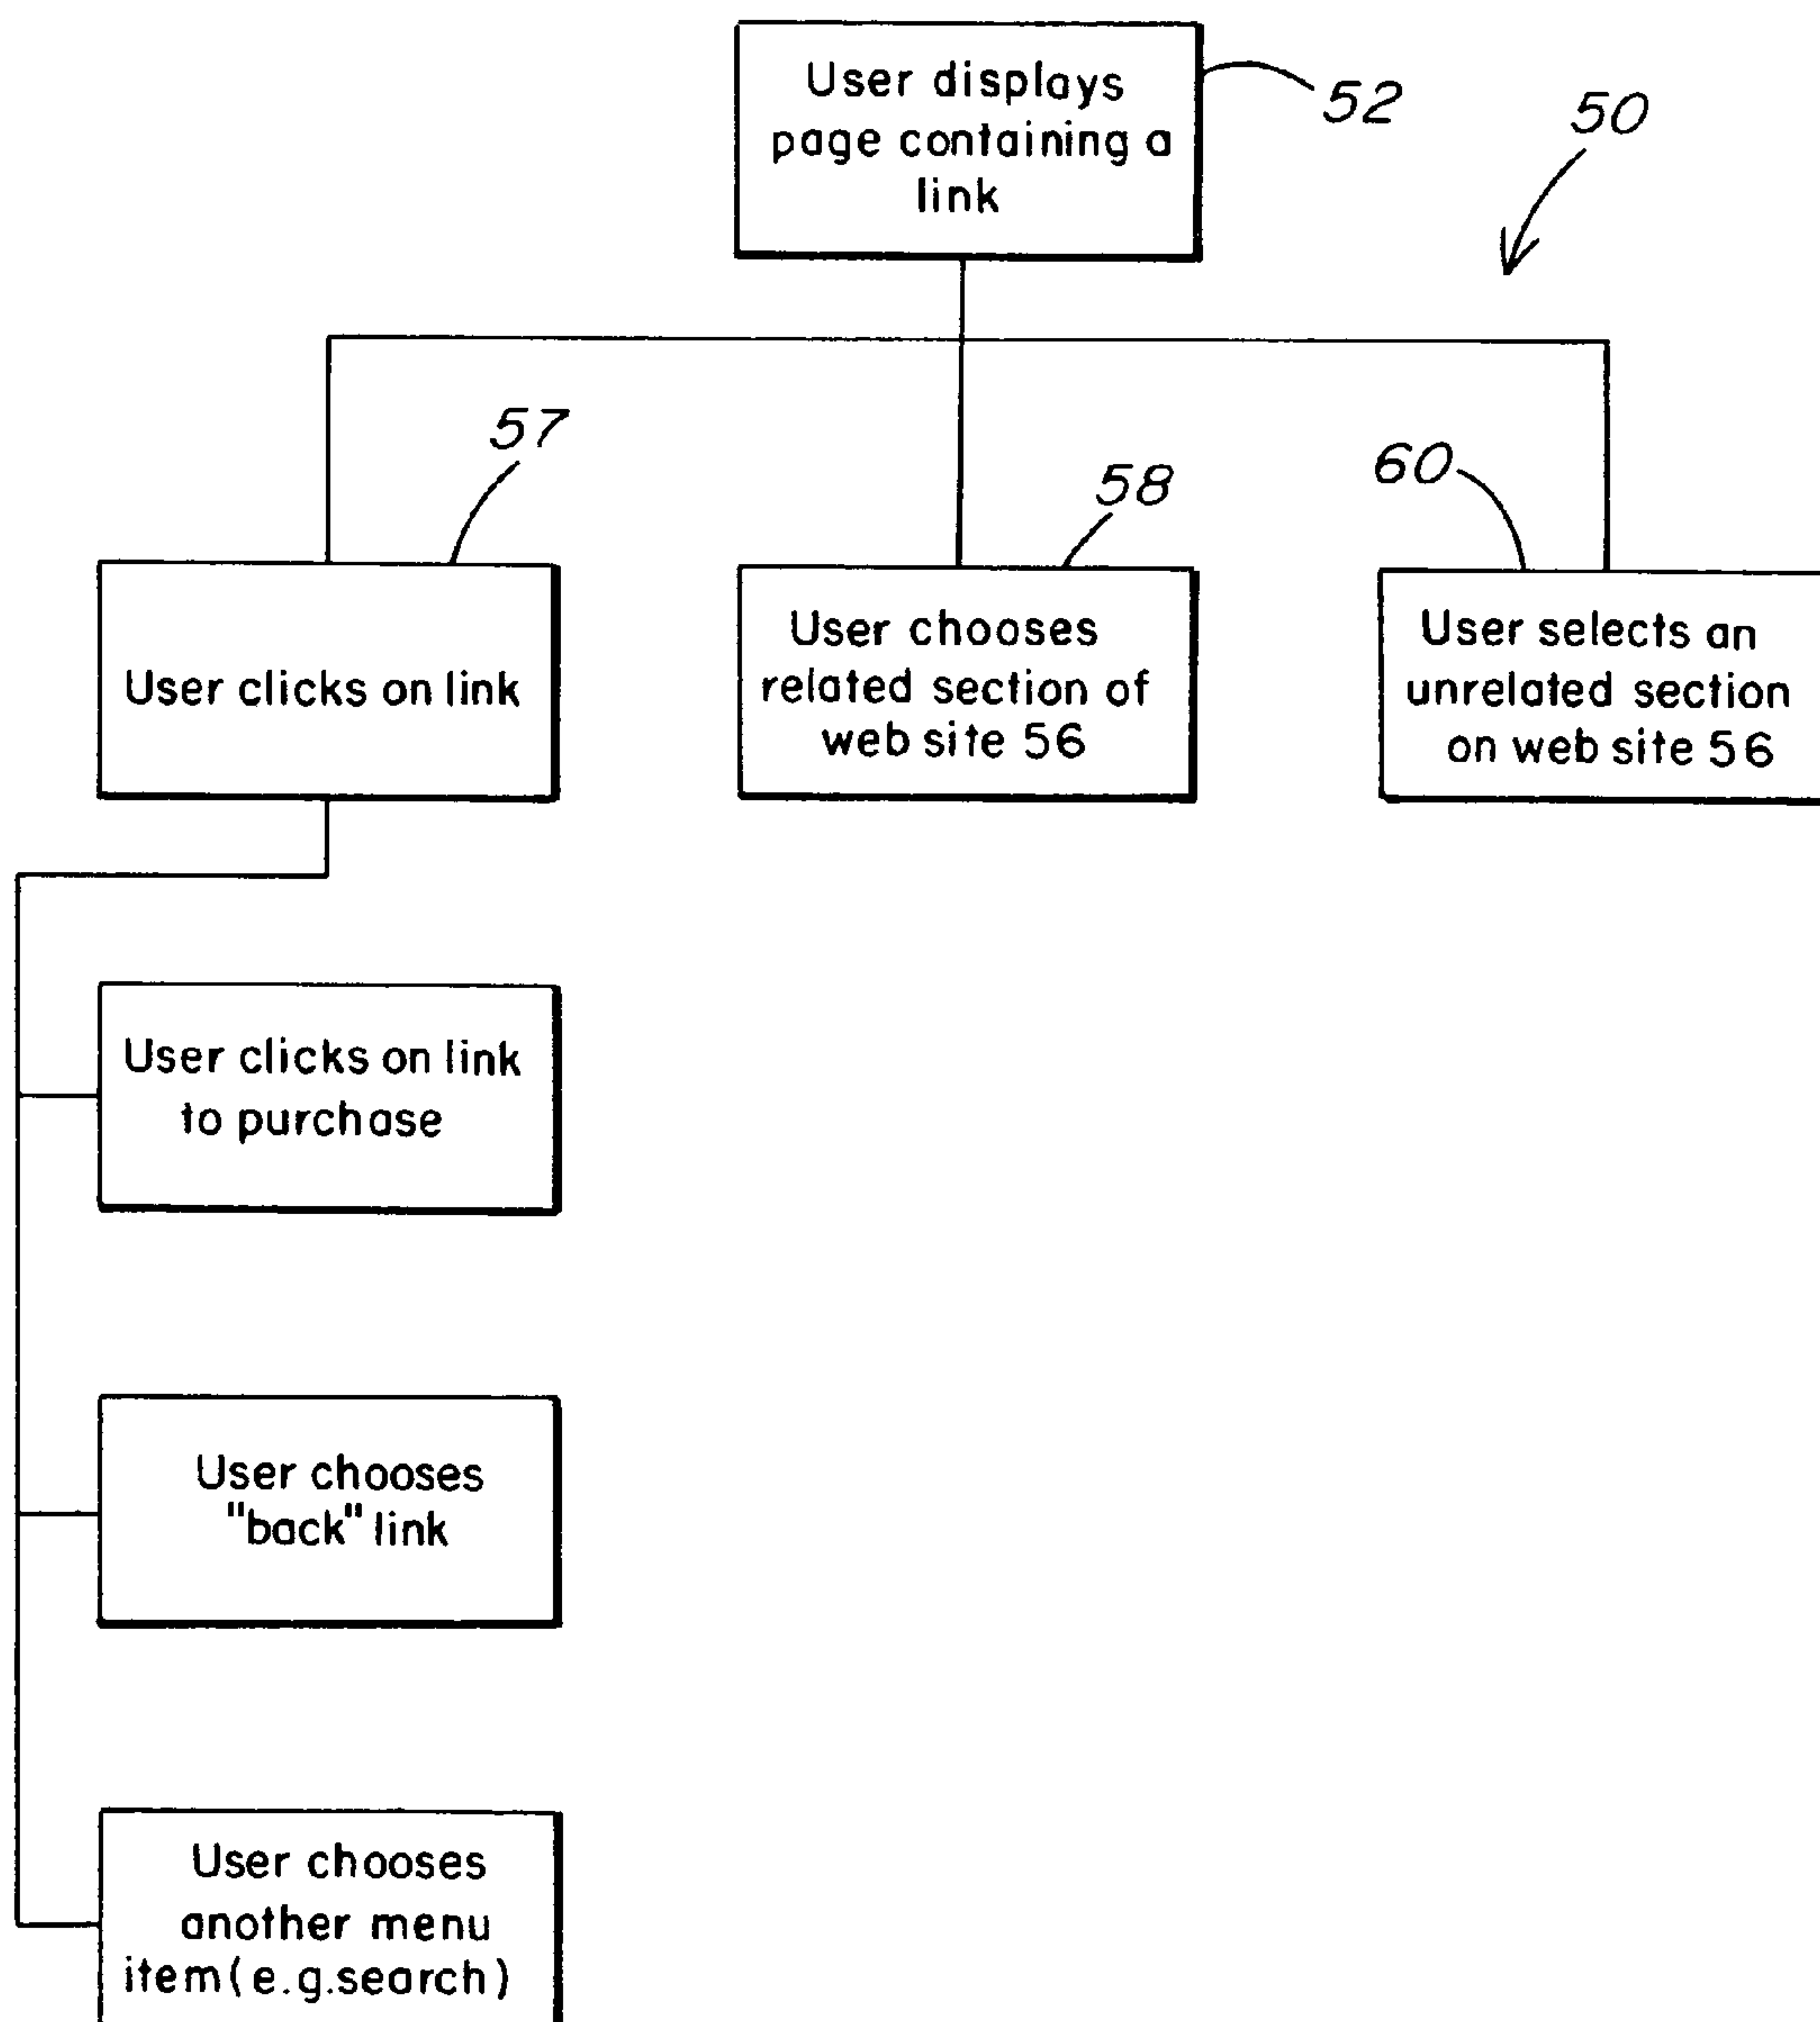 User displays
page containing a
link
52
50
57
58
60
User clicks on link
User chooses
related section of
web site 56
User selects an
unrelated section
on web site 56
User clicks on link
to purchase
User chooses
"back" link
User chooses
another menu
item(e.g.search)